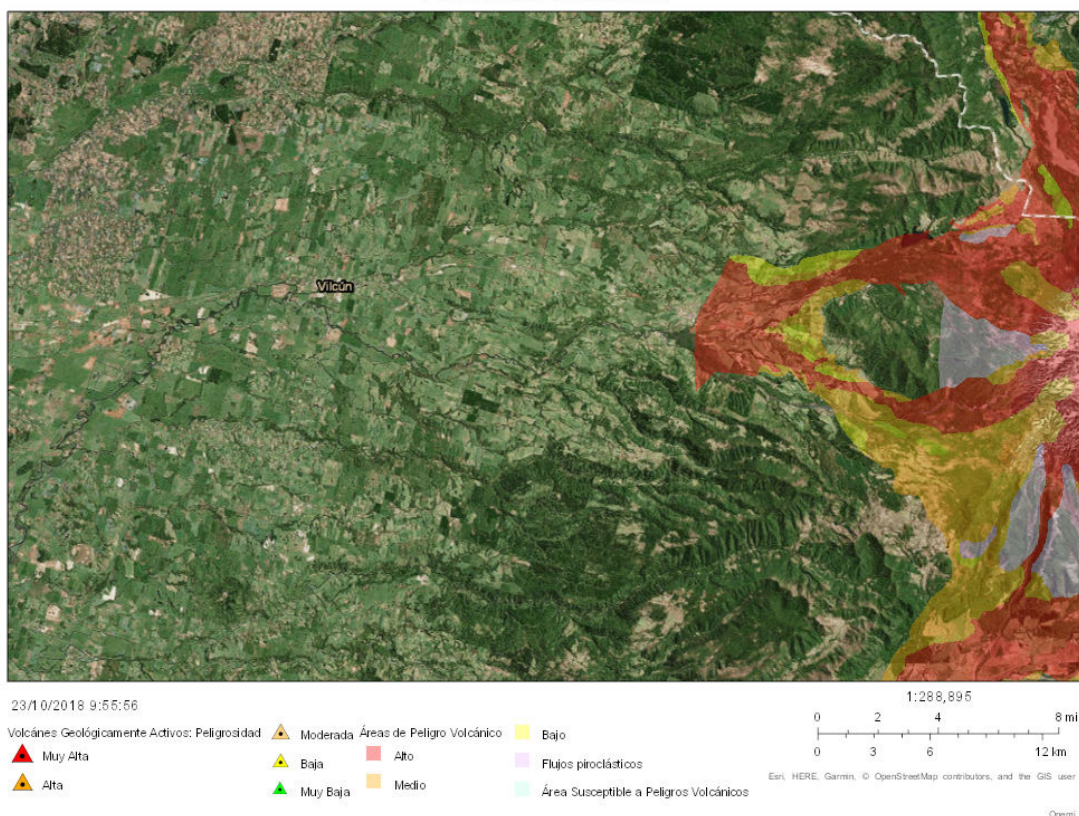 Vilcún
23/10/2018 9:55:56
Volcánes Geológicamente Activos: Peligrosidad
Muy Alta
Alta
Moderada
Baja
Muy Baja
Áreas de Peligro Volcánico
Alto
Medio
Bajo
Flujos piroclásticos
Área Susceptible a Peligros Volcánicos
1:288,895
0 2 4 8 mi
0 3 6 12 km
Esri, HERE, Garmin, © OpenStreetMap contributors, and the GIS user
Onemi